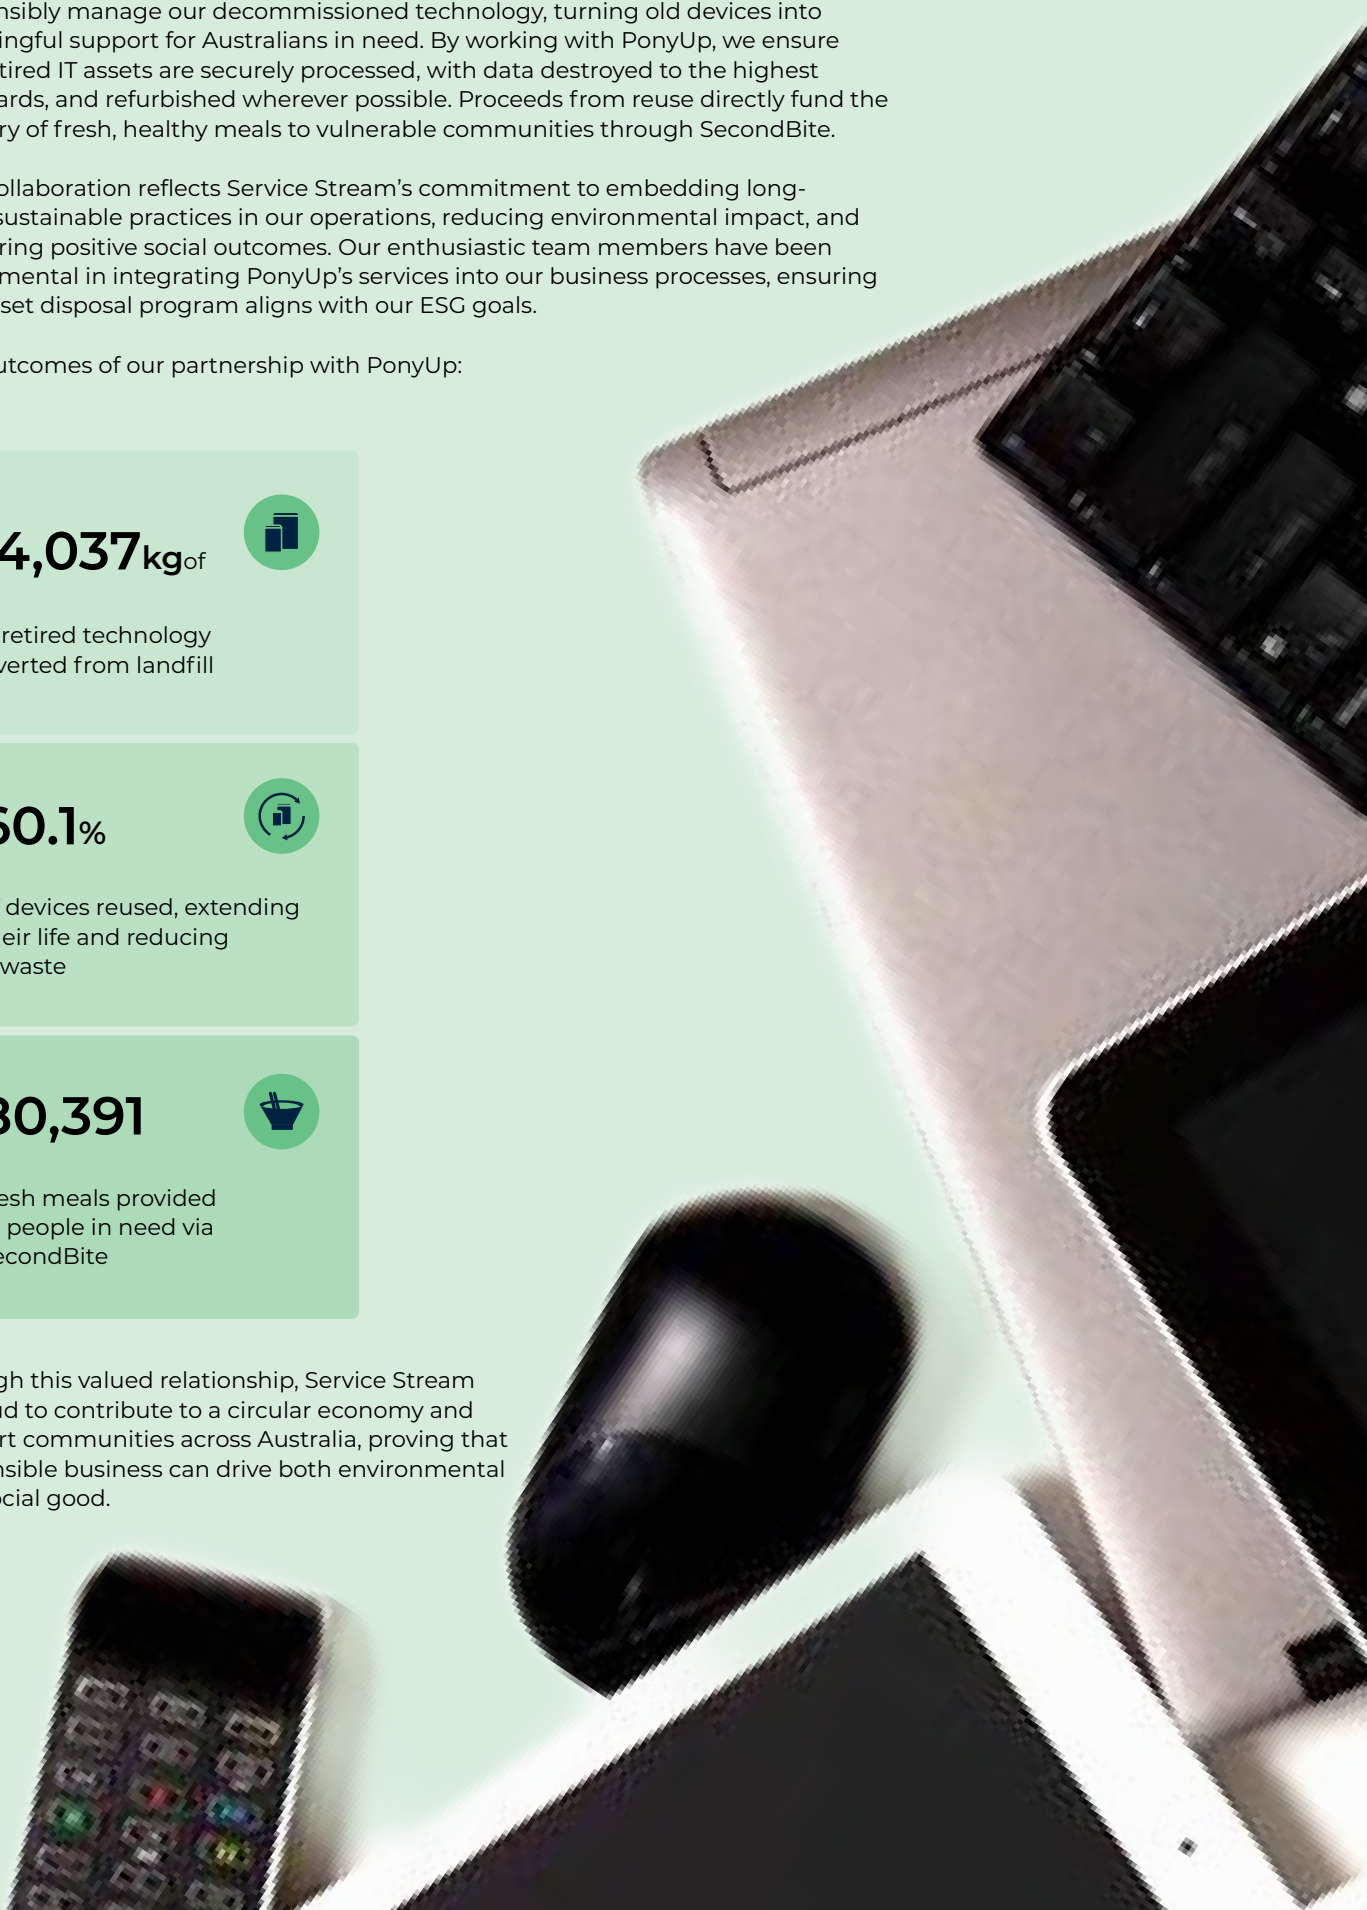 nsibly manage our decommissioned technology, turning old devices into
ingful support for Australians in need. By working with PonyUp, we ensure
tired IT assets are securely processed, with data destroyed to the highest
ards, and refurbished wherever possible. Proceeds from reuse directly fund the
ry of fresh, healthy meals to vulnerable communities through SecondBite.
ollaboration reflects Service Stream’s commitment to embedding long-
sustainable practices in our operations, reducing environmental impact, and
ring positive social outcomes. Our enthusiastic team members have been
mental in integrating PonyUp’s services into our business processes, ensuring
set disposal program aligns with our ESG goals.
utcomes of our partnership with PonyUp:
4,037kg of
retired technology
verted from landfill
60.1%
devices reused, extending
eir life and reducing
waste
80,391
esh meals provided
people in need via
econdBite
gh this valued relationship, Service Stream
ud to contribute to a circular economy and
rt communities across Australia, proving that
nsible business can drive both environmental
ocial good.